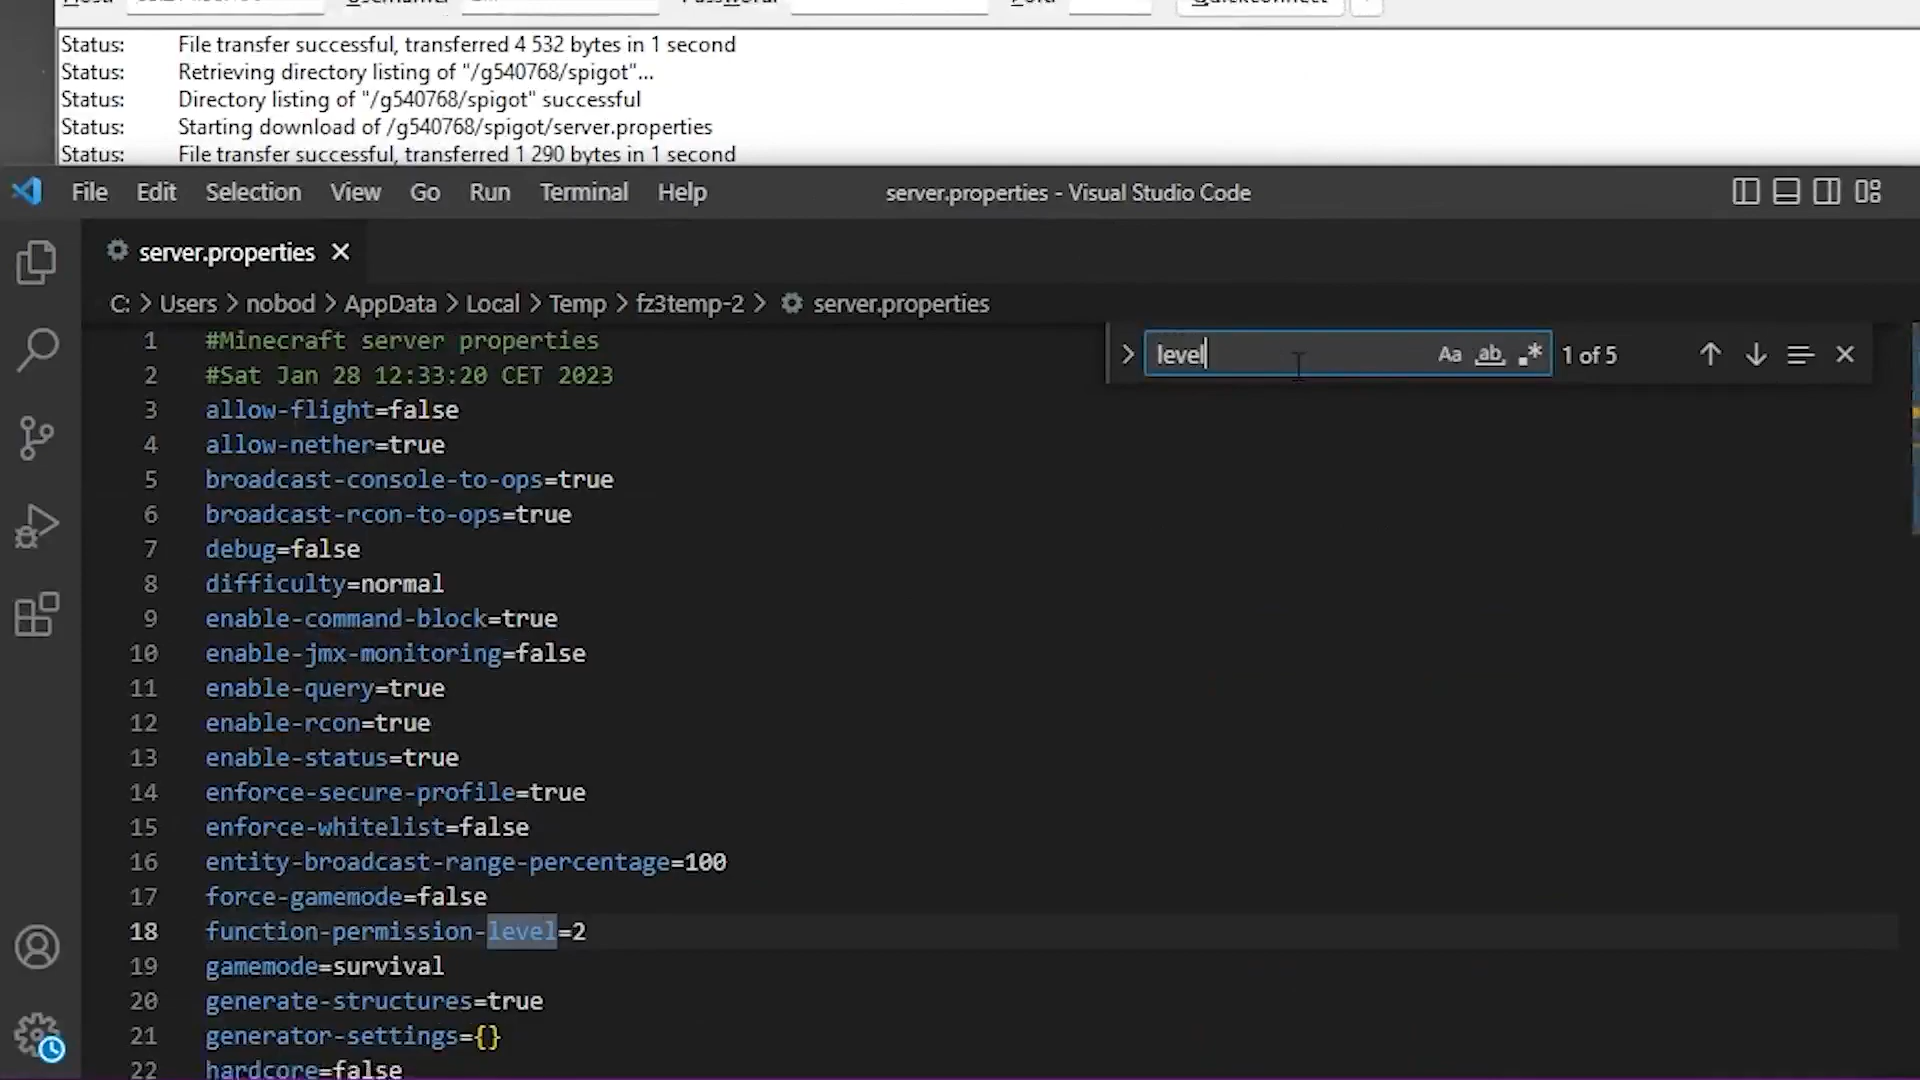 Status: File transfer successful, transferred 4 532 bytes in 1 second
Status: Retrieving directory listing of "/g540768/spigot"...
Status: Directory listing of "/g540768/spigot" successful
Status: Starting download of /g540768/spigot/server.properties
Status: File transfer successful, transferred 1 290 bytes in 1 second
File Edit Selection View Go Run Terminal Help server.properties - Visual Studio Code
server.properties
C: > Users > nobod > AppData > Local > Temp > fz3temp-2 > server.properties
level Aa ab 1 of 5
1 #Minecraft server properties
2 #Sat Jan 28 12:33:20 CET 2023
3 allow-flight=false
4 allow-nether=true
5 broadcast-console-to-ops=true
6 broadcast-rcon-to-ops=true
7 debug=false
8 difficulty=normal
9 enable-command-block=true
10 enable-jmx-monitoring=false
11 enable-query=true
12 enable-rcon=true
13 enable-status=true
14 enforce-secure-profile=true
15 enforce-whitelist=false
16 entity-broadcast-range-percentage=100
17 force-gamemode=false
18 function-permission-level=2
19 gamemode=survival
20 generate-structures=true
21 generator-settings={}
22 hardcore=false